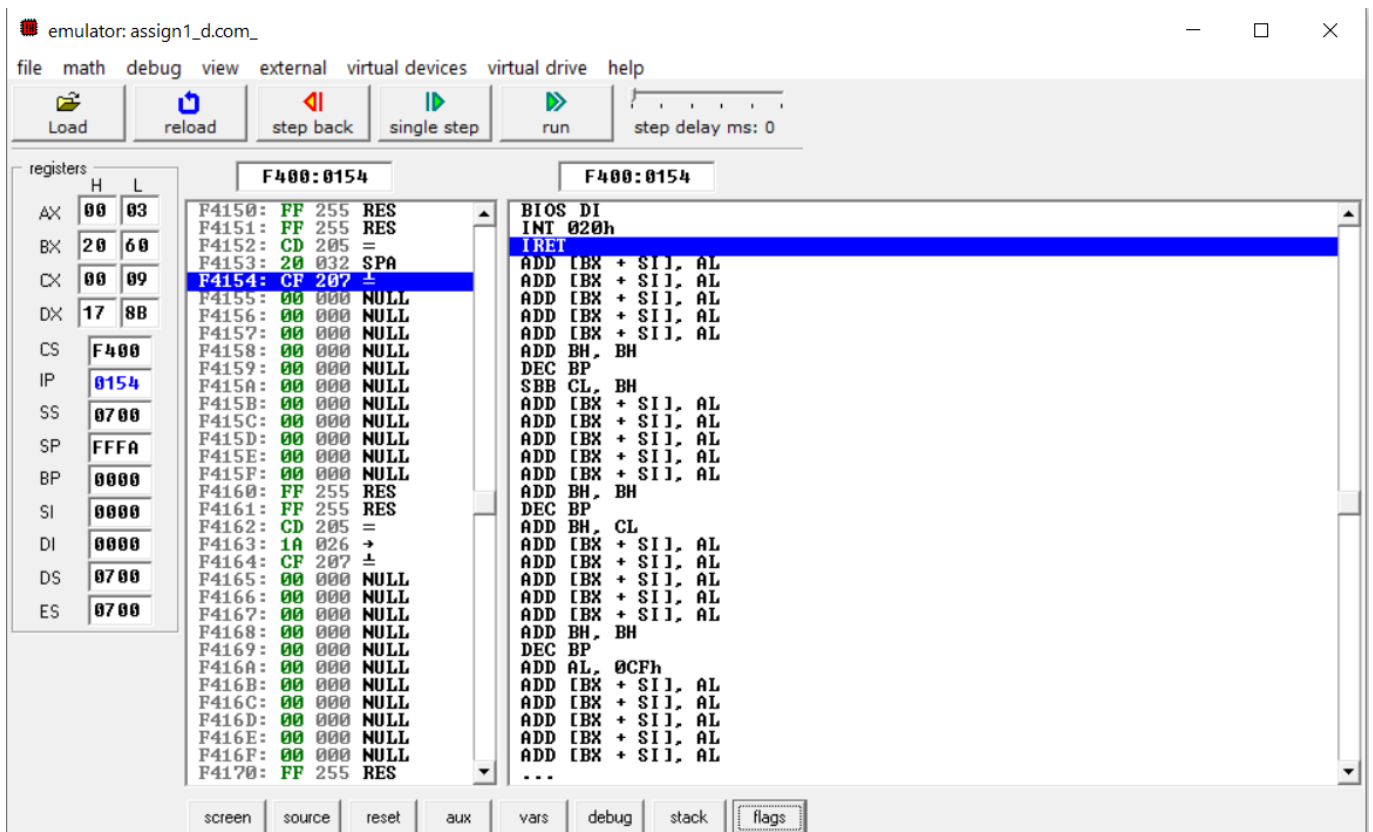 emulator: assign1_d.com_
file math debug view external virtual devices virtual drive help
Load reload step back single step run step delay ms: 0
registers
H L
F400:0154 F400:0154
AX 00 03
BX 20 60
CX 00 09
DX 17 8B
CS F400
IP 0154
SS 0700
SP FFFA
BP 0000
SI 0000
DI 0000
DS 0700
ES 0700
F4150: FF 255 RES
F4151: FF 255 RES
F4152: CD 205 =
F4153: 20 032 SPA
F4154: CF 207 ╧
F4155: 00 000 NULL
F4156: 00 000 NULL
F4157: 00 000 NULL
F4158: 00 000 NULL
F4159: 00 000 NULL
F415A: 00 000 NULL
F415B: 00 000 NULL
F415C: 00 000 NULL
F415D: 00 000 NULL
F415E: 00 000 NULL
F415F: 00 000 NULL
F4160: FF 255 RES
F4161: FF 255 RES
F4162: CD 205 =
F4163: 1A 026 →
F4164: CF 207 ╧
F4165: 00 000 NULL
F4166: 00 000 NULL
F4167: 00 000 NULL
F4168: 00 000 NULL
F4169: 00 000 NULL
F416A: 00 000 NULL
F416B: 00 000 NULL
F416C: 00 000 NULL
F416D: 00 000 NULL
F416E: 00 000 NULL
F416F: 00 000 NULL
F4170: FF 255 RES
BIOS DI
INT 020h
IRET
ADD [BX + SI], AL
ADD [BX + SI], AL
ADD [BX + SI], AL
ADD [BX + SI], AL
ADD [BX + SI], AL
ADD BH, BH
DEC BP
SBB CL, BH
ADD [BX + SI], AL
ADD [BX + SI], AL
ADD [BX + SI], AL
ADD [BX + SI], AL
ADD [BX + SI], AL
ADD BH, BH
DEC BP
ADD BH, CL
ADD [BX + SI], AL
ADD [BX + SI], AL
ADD [BX + SI], AL
ADD [BX + SI], AL
ADD [BX + SI], AL
ADD BH, BH
DEC BP
ADD AL, 0CFh
ADD [BX + SI], AL
ADD [BX + SI], AL
ADD [BX + SI], AL
ADD [BX + SI], AL
ADD [BX + SI], AL
...
screen source reset aux vars debug stack flags